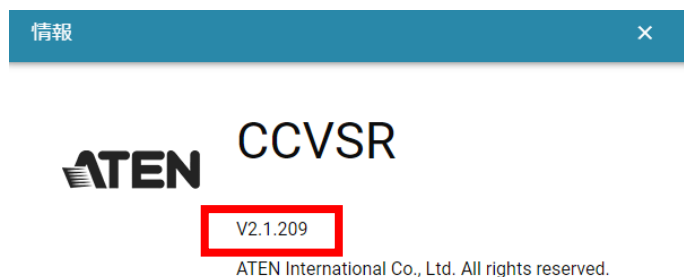 情報 ×
ATEN
CCVSR
V2.1.209
ATEN International Co., Ltd. All rights reserved.